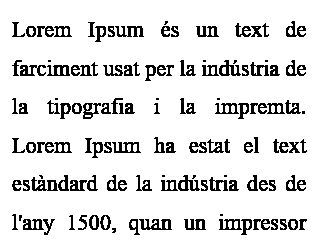 Lorem Ipsum és un text de
farciment usat per la indústria de
la tipografia i la impremta.
Lorem Ipsum ha estat el text
estàndard de la indústria des de
l'any 1500, quan un impressor